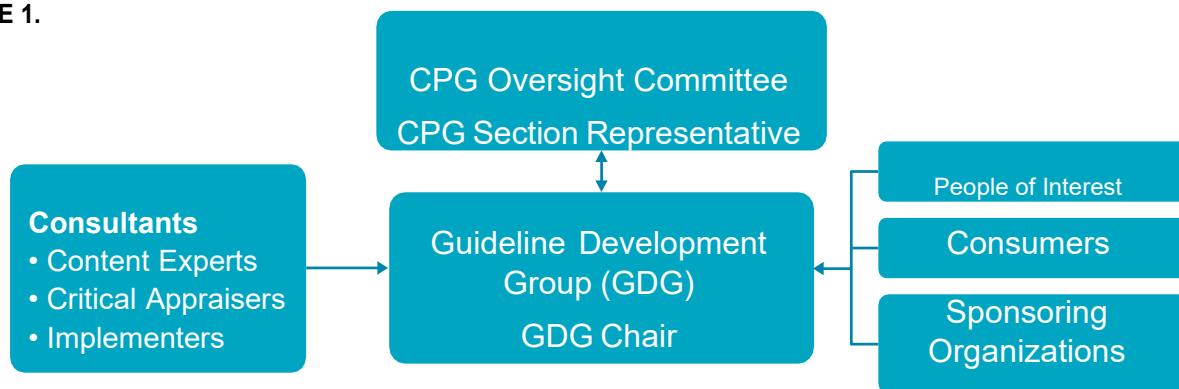 E 1.
CPG Oversight Committee
CPG Section Representative
Consultants
• Content Experts
• Critical Appraisers
• Implementers
Guideline Development
Group (GDG)
GDG Chair
People of Interest
Consumers
Sponsoring
Organizations